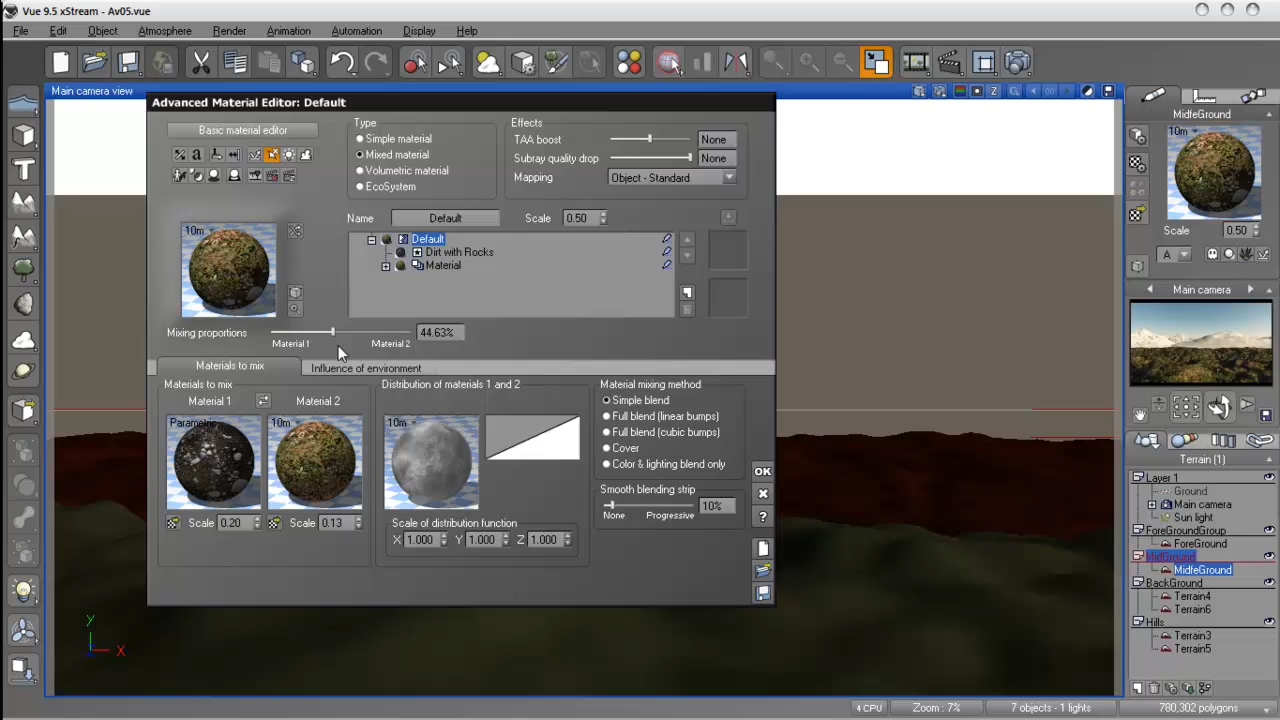 Vue 9.5 xStream - Av05.vue
File Edit Object Atmosphere Render Animation Automation Display Help
Main camera view
Advanced Material Editor: Default
Basic material editor
Type
Simple material
Mixed material
Volumetric material
EcoSystem
Effects
TAA boost None
Subray quality drop None
Mapping Object - Standard
Name Default Scale 0.50
10m
Default
Dirt with Rocks
Material
Mixing proportions 44.63%
Material 1 Material 2
Materials to mix Influence of environment
Materials to mix
Material 1 Material 2
Parametric 10m
Scale 0.20 Scale 0.13
Distribution of materials 1 and 2
10m
Scale of distribution function
X 1.000 Y 1.000 Z 1.000
Material mixing method
Simple blend
Full blend (linear bumps)
Full blend (cubic bumps)
Cover
Color & lighting blend only
Smooth blending strip
10%
None Progressive
OK
Y
X
MidfeGround
10m
Scale 0.50
Main camera
Terrain (1)
Layer 1
Ground
Main camera
Sun light
ForeGroundGroup
ForeGround
MidGround
MidfeGround
BackGround
Terrain4
Terrain6
Hills
Terrain3
Terrain5
4 CPU Zoom : 7% 7 objects - 1 lights 780,302 polygons